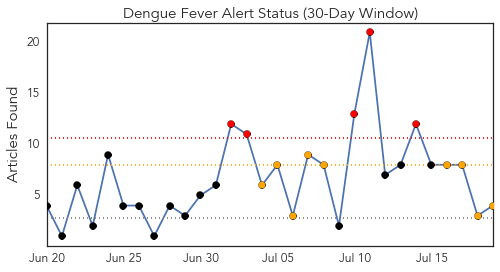 Dengue Fever Alert Status (30-Day Window)
Articles Found
20
15
10
5
Jun 20 Jun 25 Jun 30 Jul 05 Jul 10 Jul 15